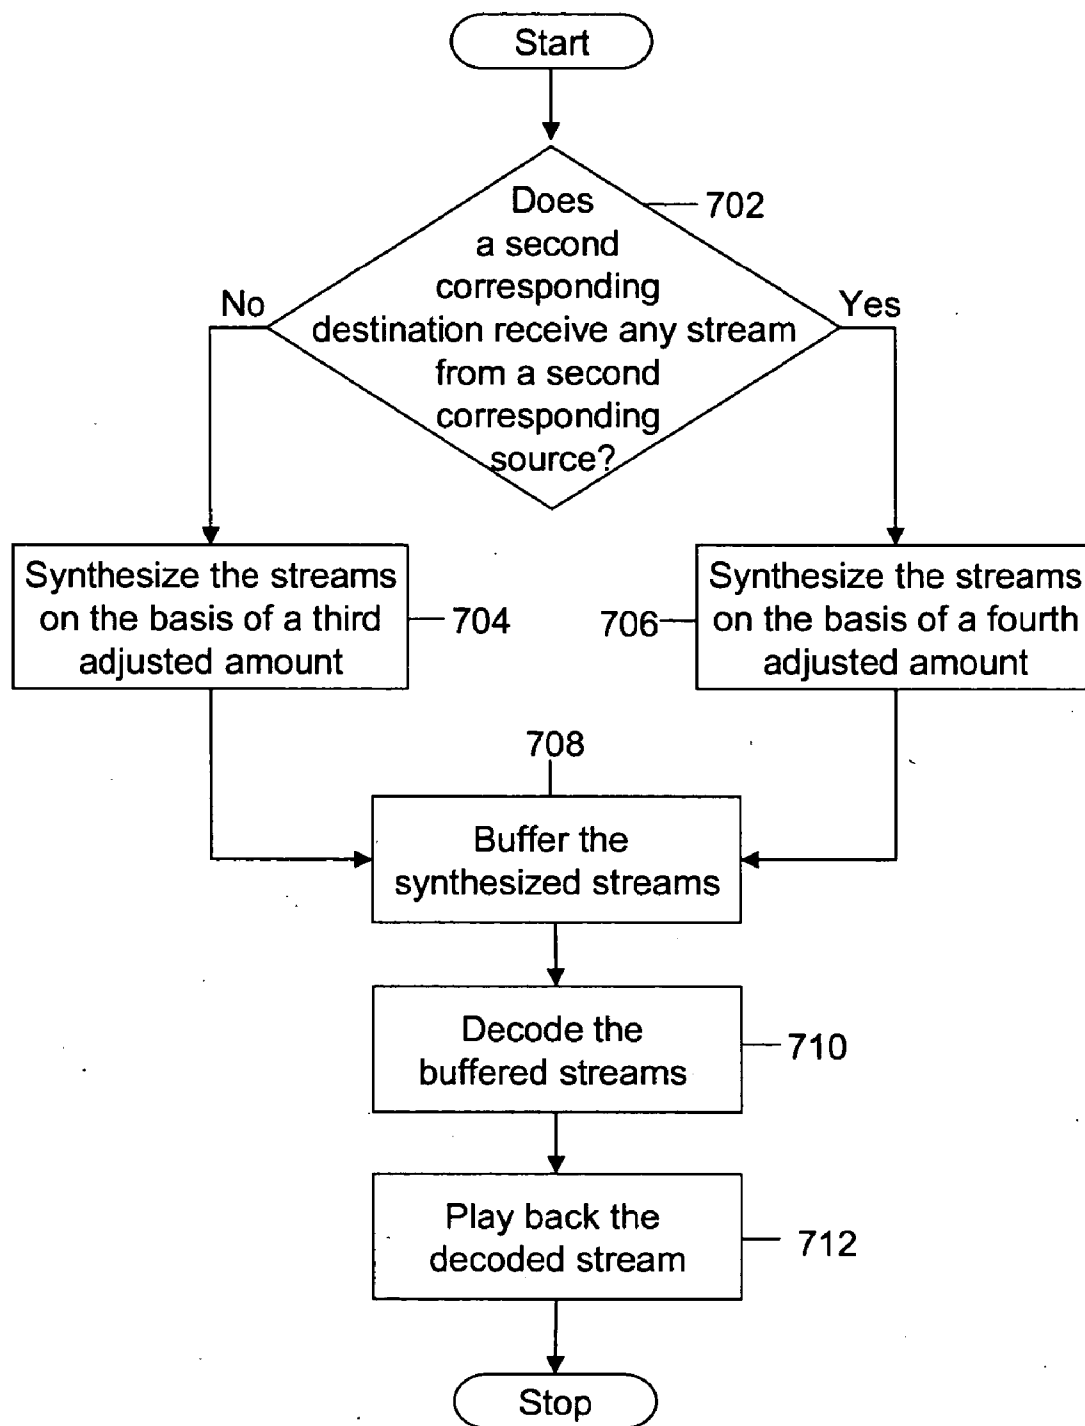 Start
Does
a second
corresponding
destination receive any stream
from a second
corresponding
source?
702
No
Yes
Synthesize the streams
on the basis of a third
adjusted amount
704
706
Synthesize the streams
on the basis of a fourth
adjusted amount
708
Buffer the
synthesized streams
Decode the
buffered streams
710
Play back the
decoded stream
712
Stop